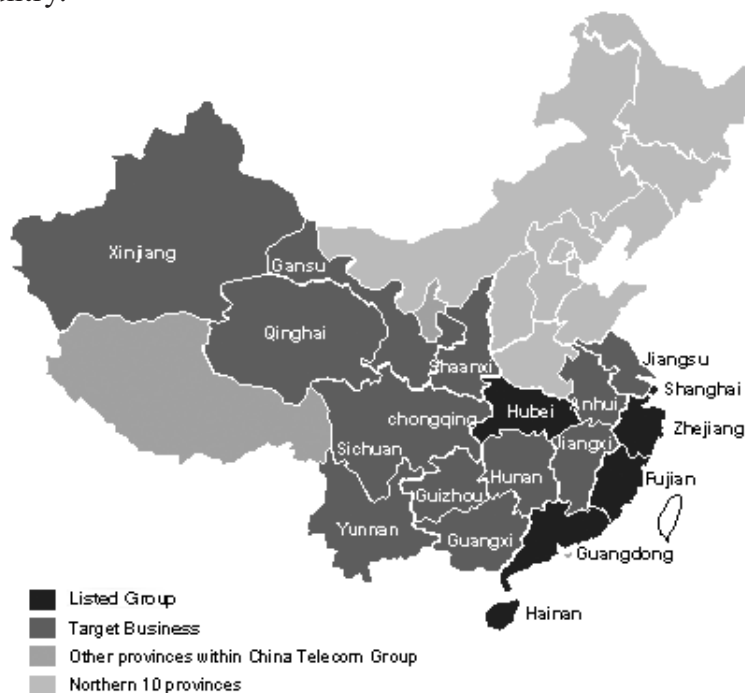 ntry.
Xinjiang
Gansu
Qinghai
Shaanxi
Jiangsu
Shanghai
Anhui
Hubei
chongqing
Zhejiang
Sichuan
Jiangxi
Hunan
Fujian
Guizhou
Yunnan
Guangxi
Guangdong
Hainan
Listed Group
Target Business
Other provinces within China Telecom Group
Northern 10 provinces